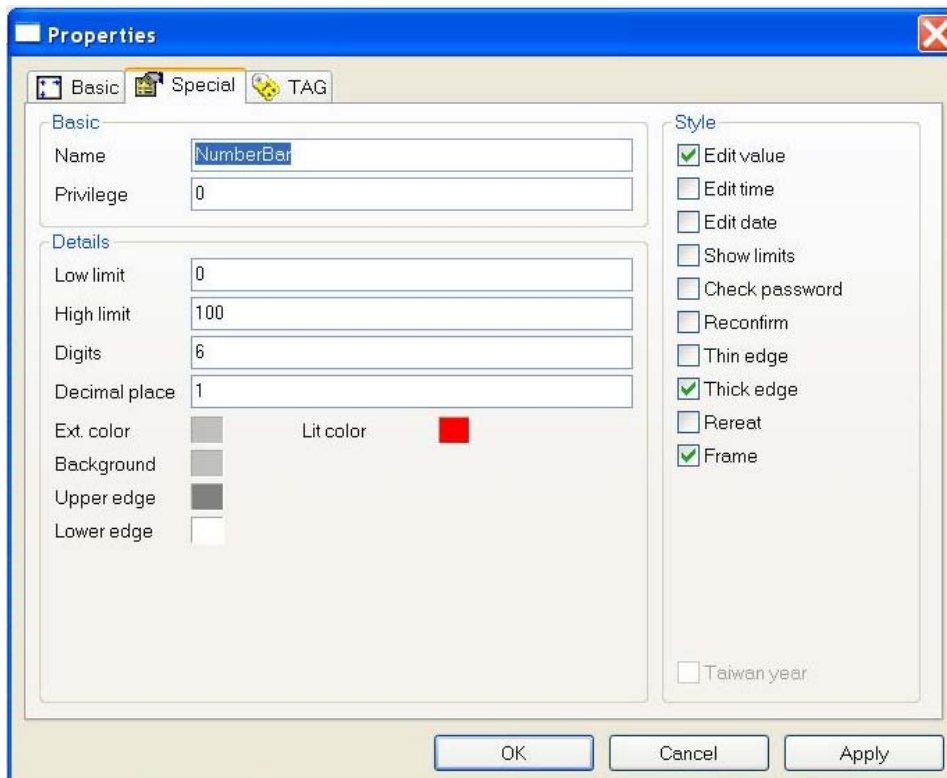 Properties
Basic Special TAG
Basic
Name NumberBar
Privilege 0
Details
Low limit 0
High limit 100
Digits 6
Decimal place 1
Ext. color Lit color
Background
Upper edge
Lower edge
Style
Edit value
Edit time
Edit date
Show limits
Check password
Reconfirm
Thin edge
Thick edge
Rereat
Frame
Taiwan year
OK Cancel Apply